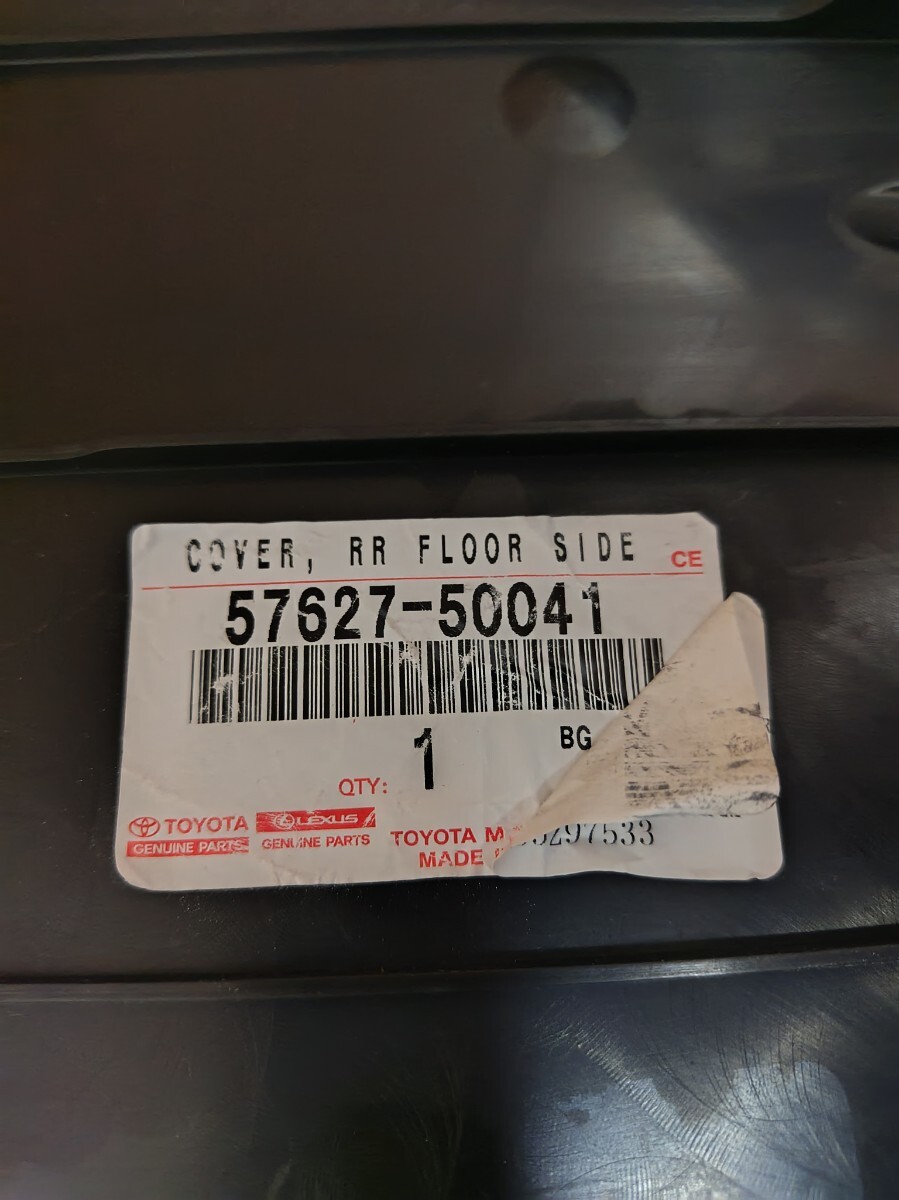 COVER, RR FLOOR SIDE
CE
57627-50041
1
BG
QTY:
TOYOTA
GENUINE PARTS
LEXUS
GENUINE PARTS
TOYOTA
MADE